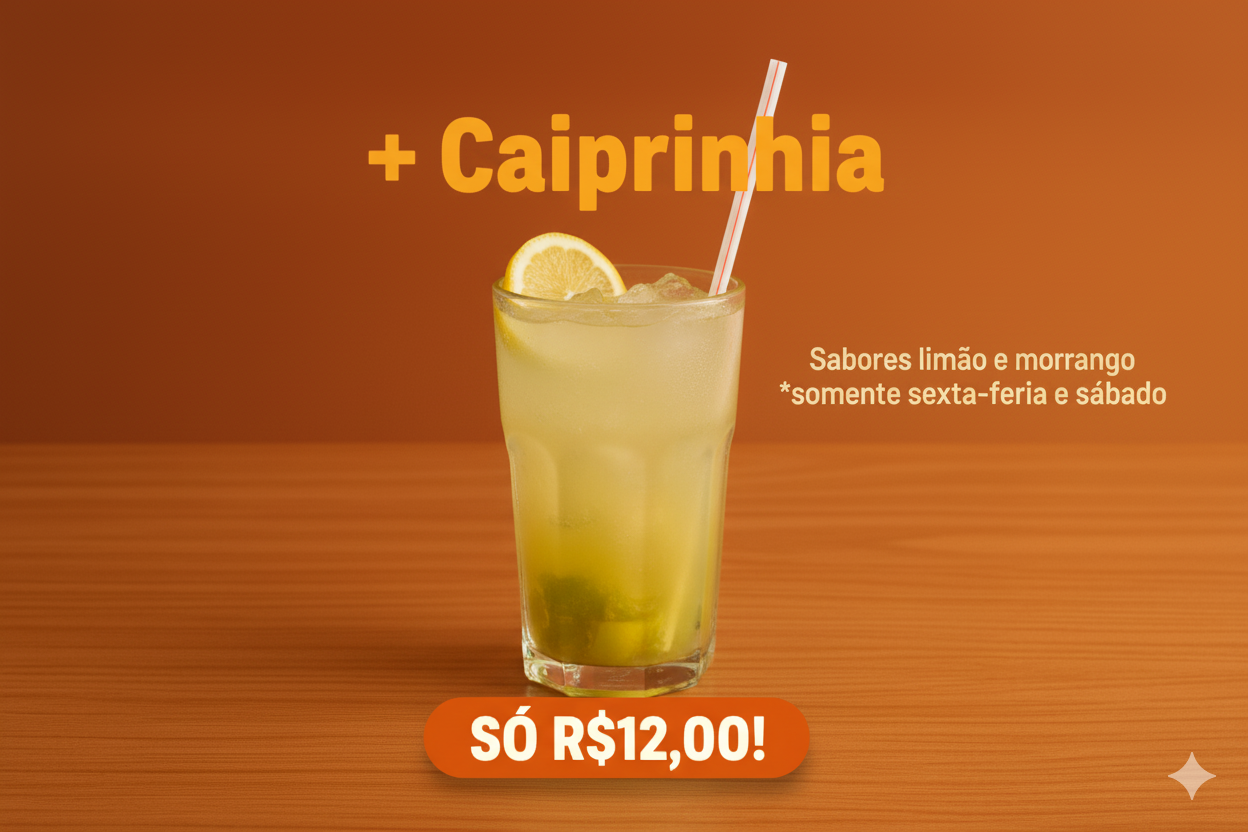 + Caiprinhia
Sabores limão e morrango
*somente sexta-feria e sábado
SÓ R$12,00!